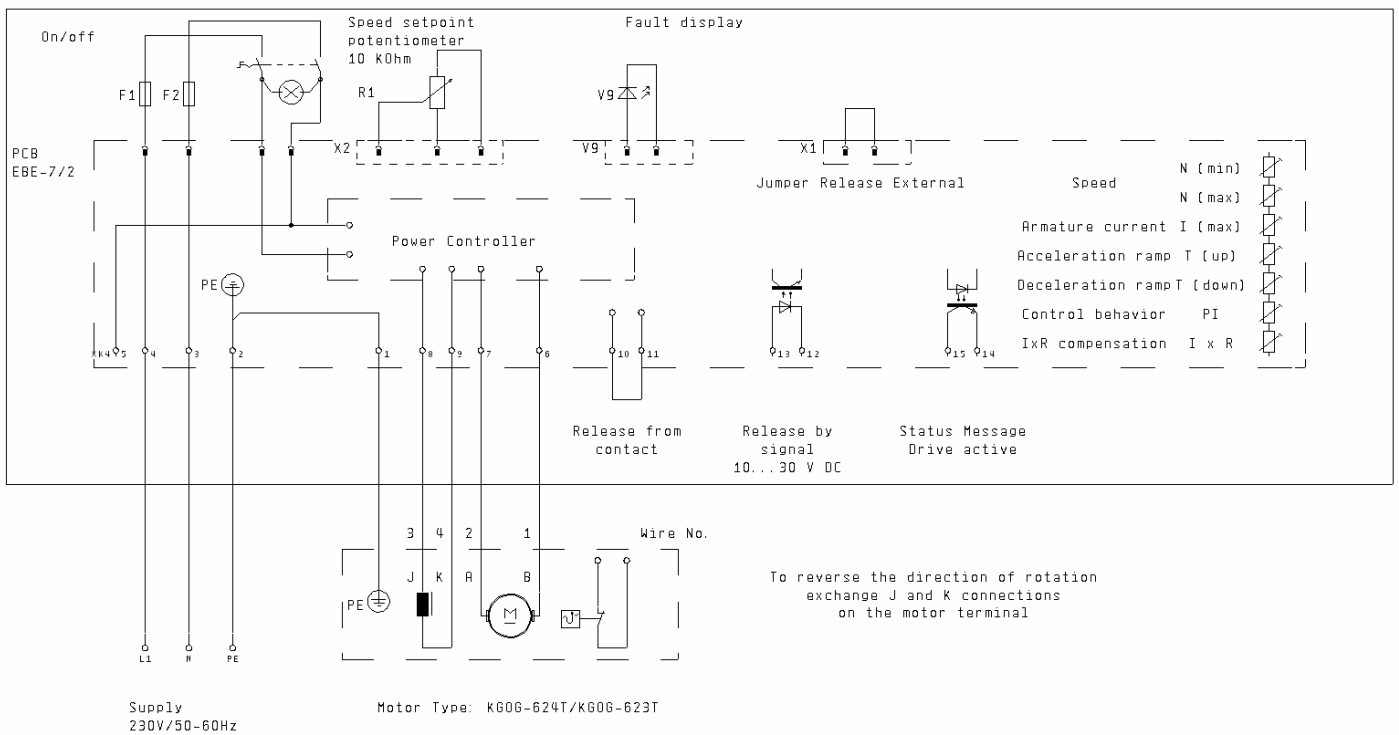 On/off
Speed setpoint
potentiometer
10 KOhm
Fault display
F1
F2
R1
V9
PCB
EBE-7/2
X2
V9
X1
Jumper Release External
Speed
N (min)
N (max)
Armature current I (max)
Acceleration ramp T (up)
Deceleration ramp T (down)
Control behavior PI
IxR compensation I x R
Power Controller
PE
5
4
3
2
1
8
9
7
6
10
11
13
12
15
14
Release from
contact
Release by
signal
10...30 V DC
Status Message
Drive active
3 4 2 1
Wire No.
J K A B
PE
M
To reverse the direction of rotation
exchange J and K connections
on the motor terminal
L1
N
PE
Supply
230V/50-60Hz
Motor Type: KGOG-624T/KGOG-623T